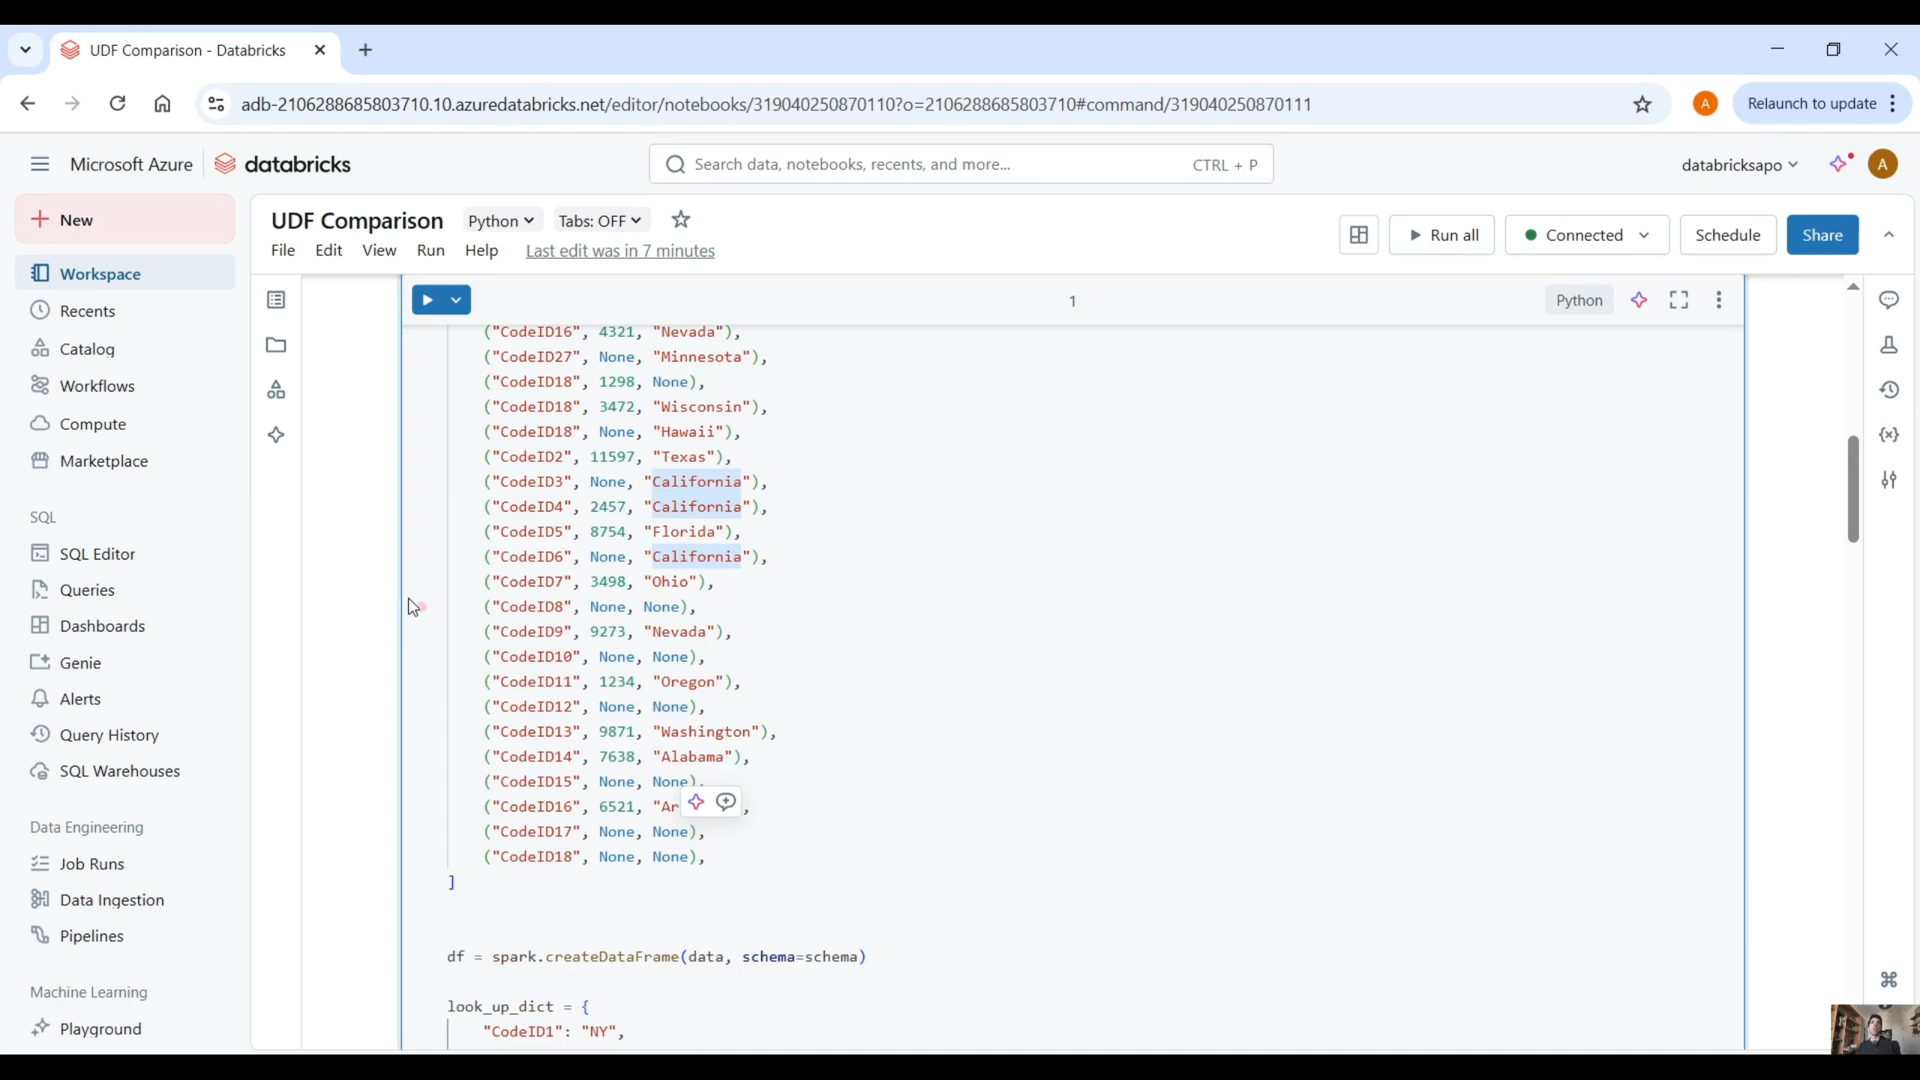 UDF Comparison - Databricks
adb-2106288685803710.10.azuredatabricks.net/editor/notebooks/319040250870110?o=2106288685803710#command/319040250870111
A
Relaunch to update
Microsoft Azure
databricks
Search data, notebooks, recents, and more...
CTRL + P
databricksapo
A
New
Workspace
Recents
Catalog
Workflows
Compute
Marketplace
SQL
SQL Editor
Queries
Dashboards
Genie
Alerts
Query History
SQL Warehouses
Data Engineering
Job Runs
Data Ingestion
Pipelines
Machine Learning
Playground
UDF Comparison
Python
Tabs: OFF
File Edit View Run Help Last edit was in 7 minutes
Run all
Connected
Schedule
Share
1
Python
("CodeID16", 4321, "Nevada"),
("CodeID27", None, "Minnesota"),
("CodeID18", 1298, None),
("CodeID18", 3472, "Wisconsin"),
("CodeID18", None, "Hawaii"),
("CodeID2", 11597, "Texas"),
("CodeID3", None, "California"),
("CodeID4", 2457, "California"),
("CodeID5", 8754, "Florida"),
("CodeID6", None, "California"),
("CodeID7", 3498, "Ohio"),
("CodeID8", None, None),
("CodeID9", 9273, "Nevada"),
("CodeID10", None, None),
("CodeID11", 1234, "Oregon"),
("CodeID12", None, None),
("CodeID13", 9871, "Washington"),
("CodeID14", 7638, "Alabama"),
("CodeID15", None, None),
("CodeID16", 6521, "Ar ,
("CodeID17", None, None),
("CodeID18", None, None),
]
df = spark.createDataFrame(data, schema=schema)
look_up_dict = {
"CodeID1": "NY",